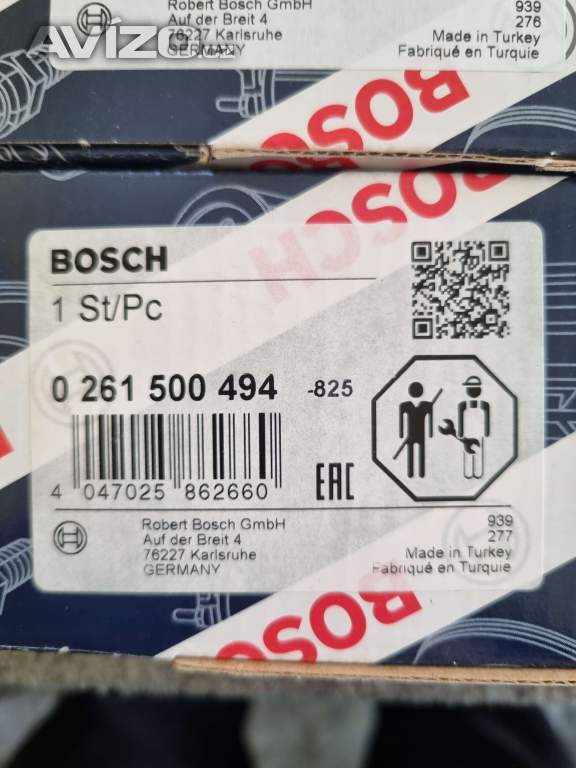 AVÍZO
Robert Bosch GmbH
Auf der Breit 4
76227 Karlsruhe
GERMANY
939
276
Made in Turkey
Fabriqué en Turquie
BOSCH
BOSCH
1 St/Pc
0 261 500 494 -825
4 047025 862660
EAC
Robert Bosch GmbH
Auf der Breit 4
76227 Karlsruhe
GERMANY
939
277
Made in Turkey
Fabriqué en Turquie
BOSCH